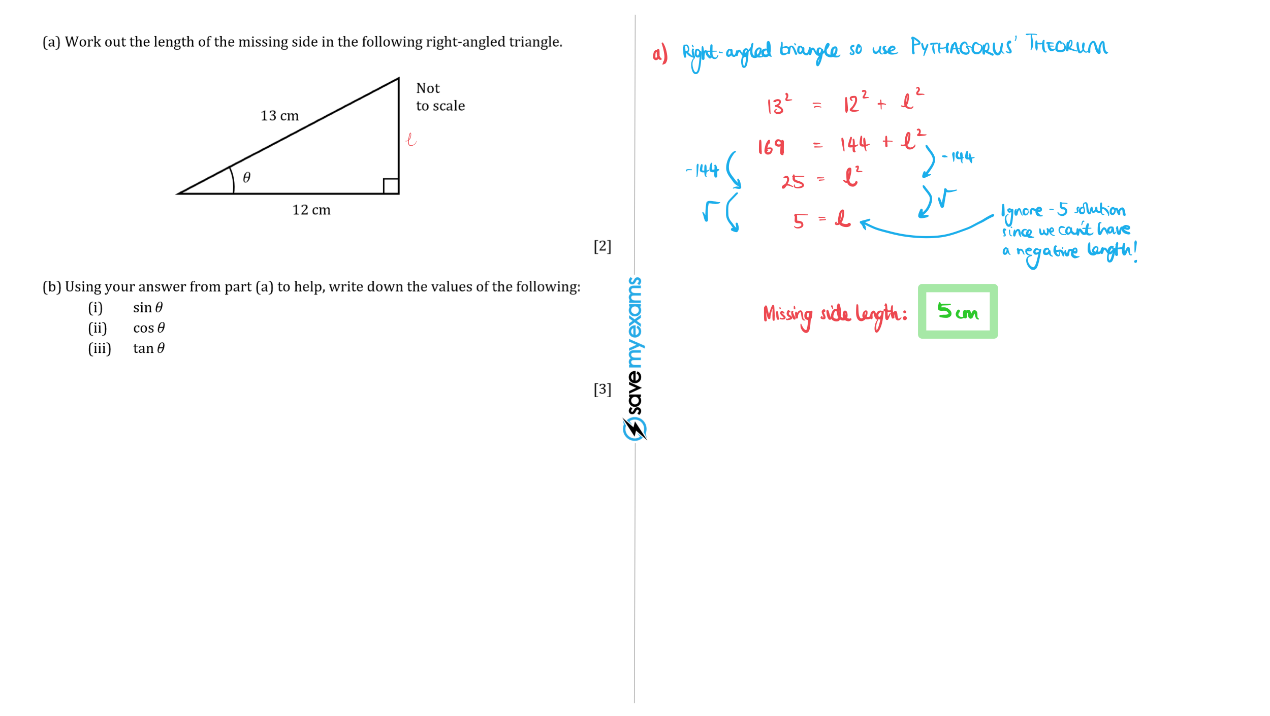 (a) Work out the length of the missing side in the following right-angled triangle.
Not
to scale
13 cm
l
θ
12 cm
[2]
(b) Using your answer from part (a) to help, write down the values of the following:
(i) sin θ
(ii) cos θ
(iii) tan θ
[3]
save my exams
a) Right-angled triangle so use PYTHAGORUS' THEORUM
13² = 12² + l²
169 = 144 + l²
-144
-144
25 = l²
√
√
5 = l
Ignore -5 solution
since we can't have
a negative length!
Missing side length: 5 cm